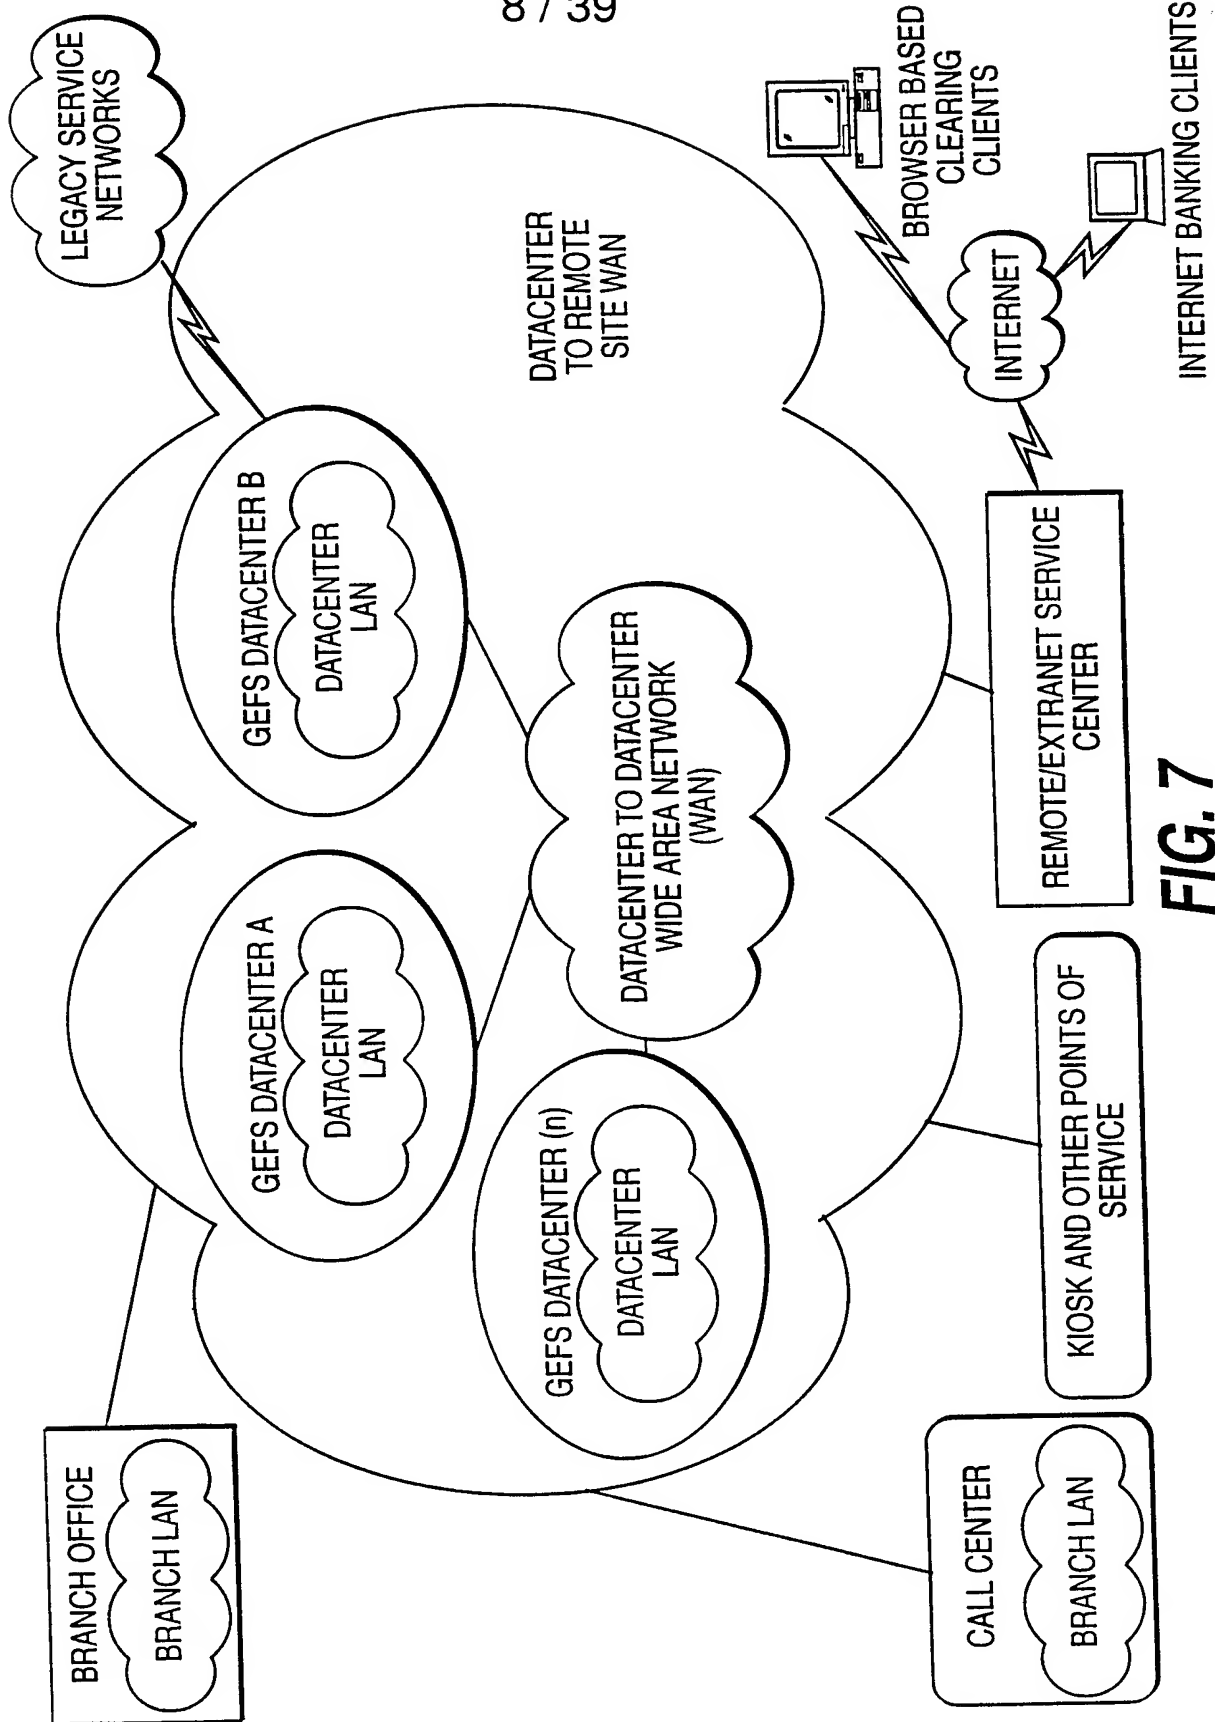 8 / 39
BRANCH OFFICE
BRANCH LAN
LEGACY SERVICE
NETWORKS
GEFS DATACENTER A
DATACENTER
LAN
GEFS DATACENTER B
DATACENTER
LAN
DATACENTER
TO REMOTE
SITE WAN
GEFS DATACENTER (n)
DATACENTER
LAN
DATACENTER TO DATACENTER
WIDE AREA NETWORK
(WAN)
CALL CENTER
BRANCH LAN
KIOSK AND OTHER POINTS OF
SERVICE
REMOTE/EXTRANET SERVICE
CENTER
INTERNET
BROWSER BASED
CLEARING
CLIENTS
INTERNET BANKING CLIENTS
FIG. 7